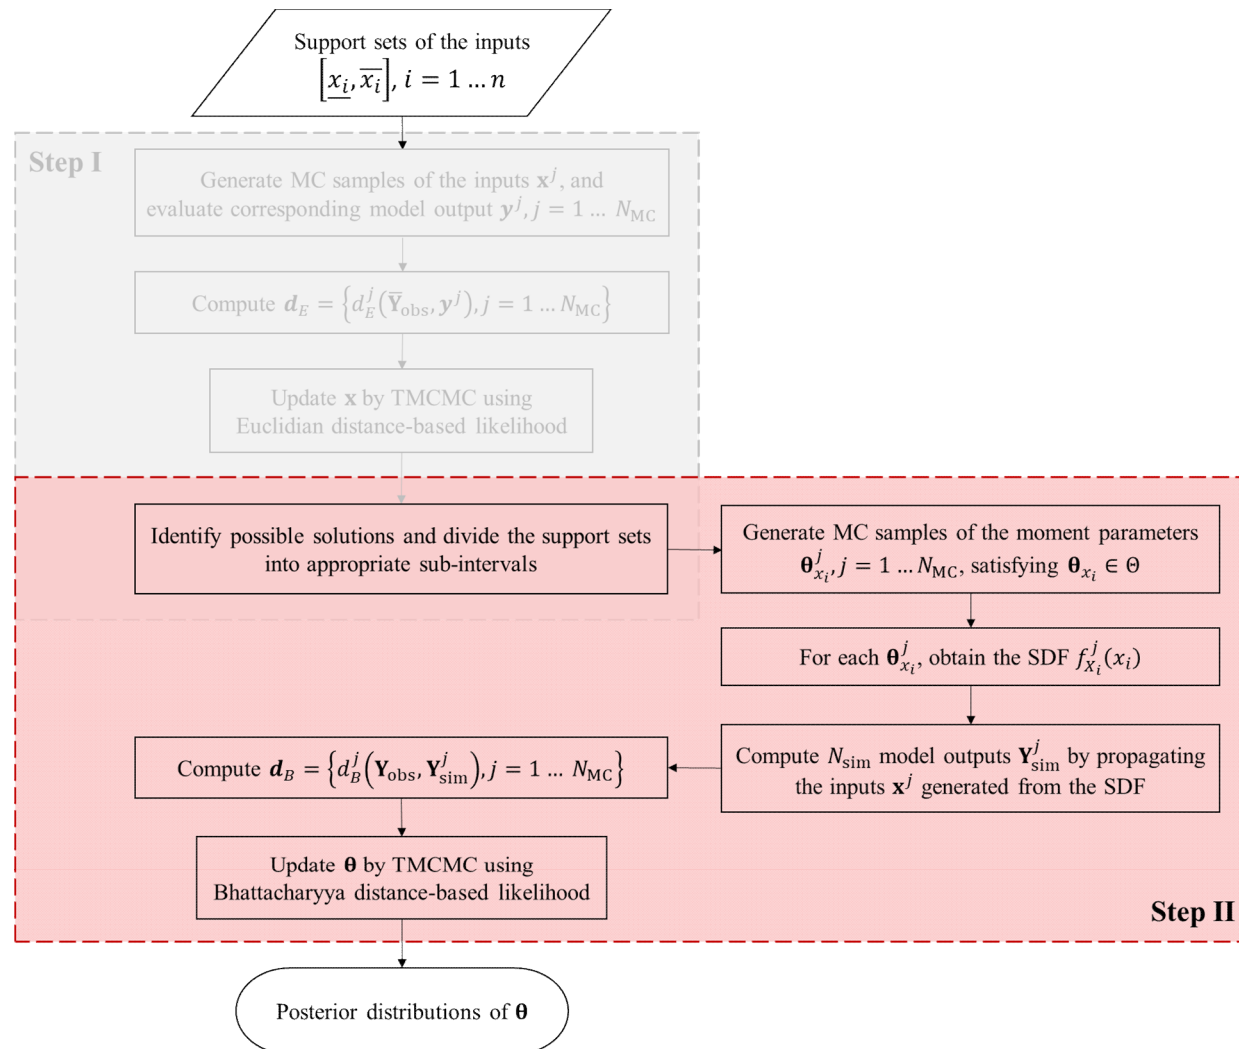 Support sets of the inputs
[x_i, x̅_i], i = 1 … n
Step I
Generate MC samples of the inputs 𝐱^j, and
evaluate corresponding model output 𝒚^j, j = 1 … N_MC
Compute 𝒅_E = {d_E^j(𝐘̅_obs, 𝒚^j), j = 1 … N_MC}
Update 𝐱 by TMCMC using
Euclidian distance-based likelihood
Identify possible solutions and divide the support sets
into appropriate sub-intervals
Generate MC samples of the moment parameters
𝛉_{x_i}^j, j = 1 … N_MC, satisfying 𝛉_{x_i} ∈ Θ
For each 𝛉_{x_i}^j, obtain the SDF f_{X_i}^j(x_i)
Compute N_sim model outputs 𝐘_sim^j by propagating
the inputs 𝐱^j generated from the SDF
Compute 𝒅_B = {d_B^j(𝐘_obs, 𝐘_sim^j), j = 1 … N_MC}
Update 𝛉 by TMCMC using
Bhattacharyya distance-based likelihood
Step II
Posterior distributions of 𝛉